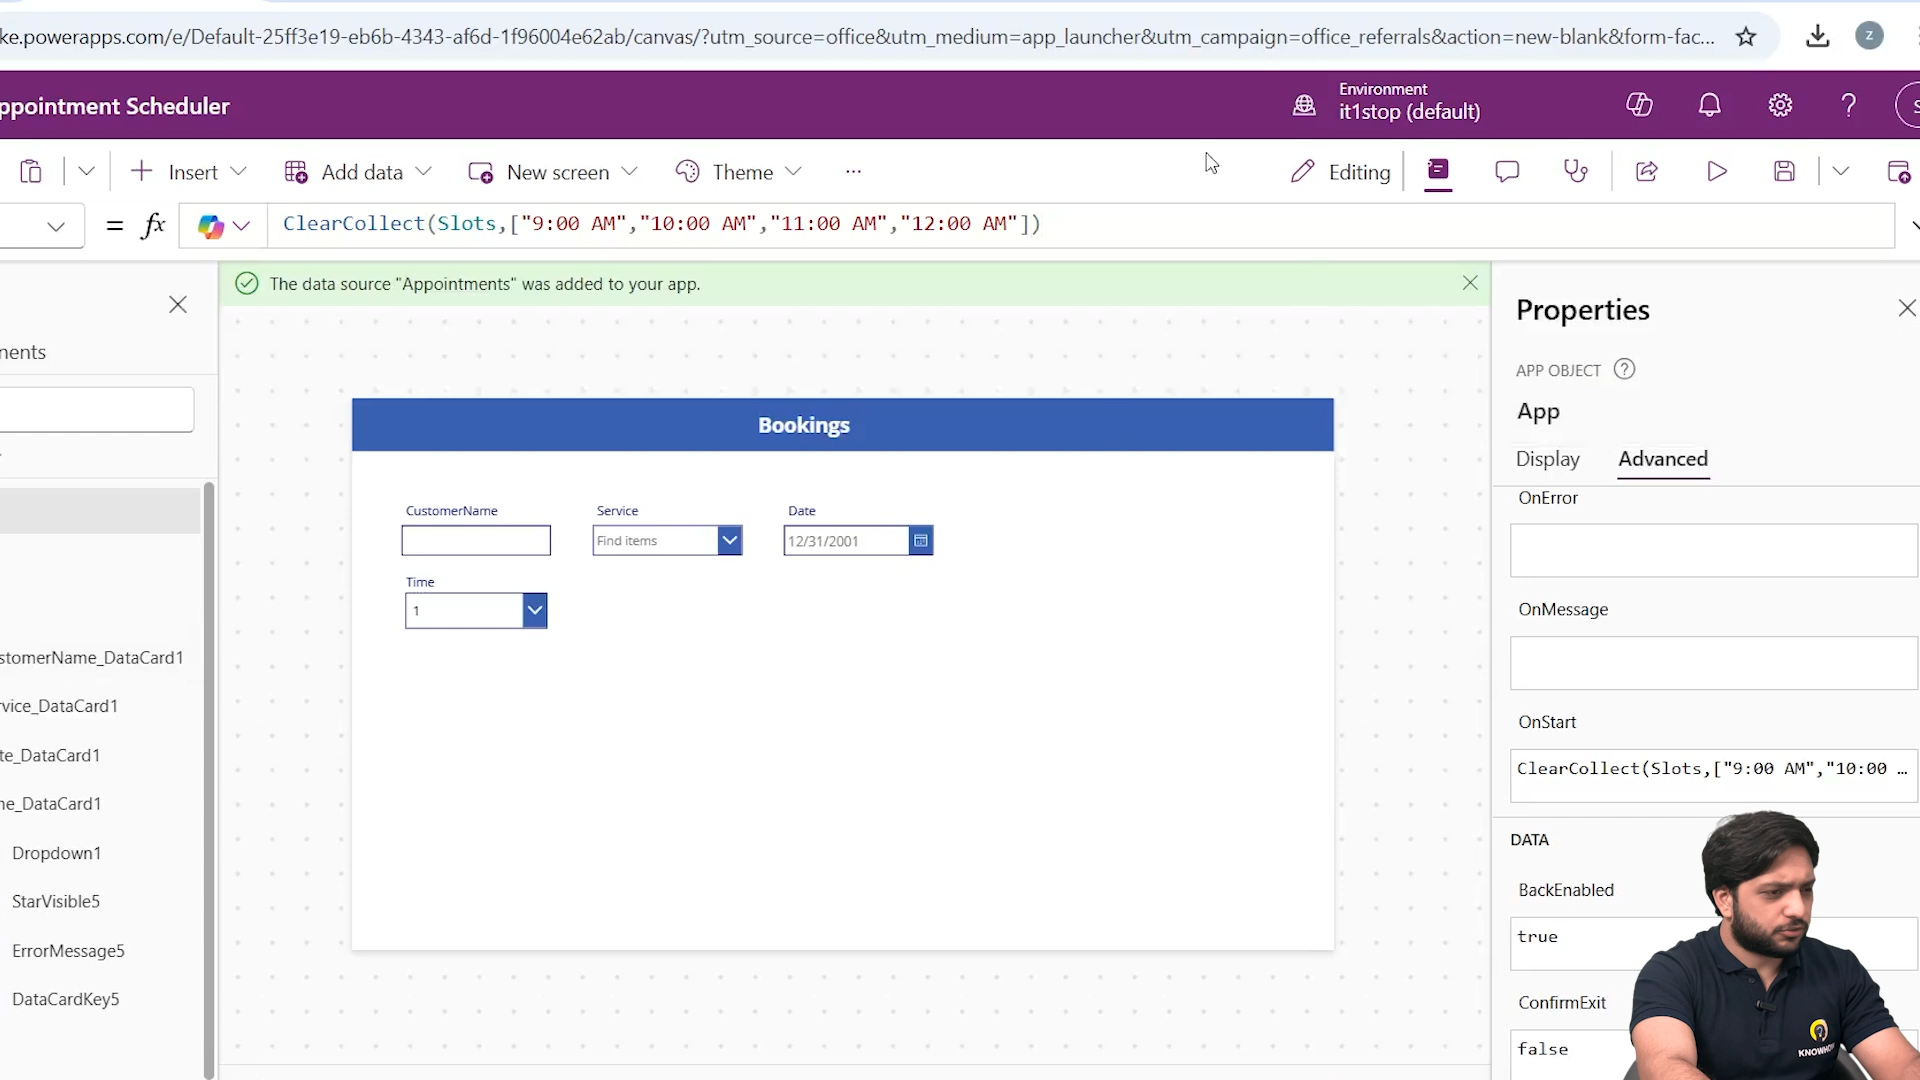 ke.powerapps.com/e/Default-25ff3e19-eb6b-4343-af6d-1f96004e62ab/canvas/?utm_source=office&utm_medium=app_launcher&utm_campaign=office_referrals&action=new-blank&form-fac...
Z
ppointment Scheduler
Environment
it1stop (default)
?
S
Insert
Add data
New screen
Theme
...
Editing
= fx
ClearCollect(Slots,["9:00 AM","10:00 AM","11:00 AM","12:00 AM"])
The data source "Appointments" was added to your app.
nents
stomerName_DataCard1
rvice_DataCard1
te_DataCard1
ne_DataCard1
Dropdown1
StarVisible5
ErrorMessage5
DataCardKey5
Bookings
CustomerName
Service
Date
Find items
12/31/2001
Time
1
Properties
APP OBJECT
?
App
Display
Advanced
OnError
OnMessage
OnStart
ClearCollect(Slots,["9:00 AM","10:00 ...
DATA
BackEnabled
true
ConfirmExit
false